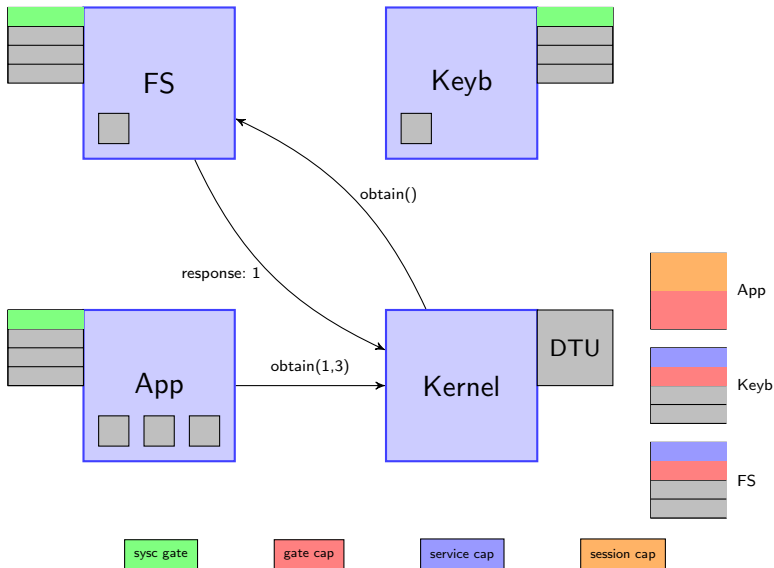 FS
Keyb
obtain()
response: 1
App
obtain(1,3)
Kernel
DTU
App
Keyb
FS
sysc gate
gate cap
service cap
session cap